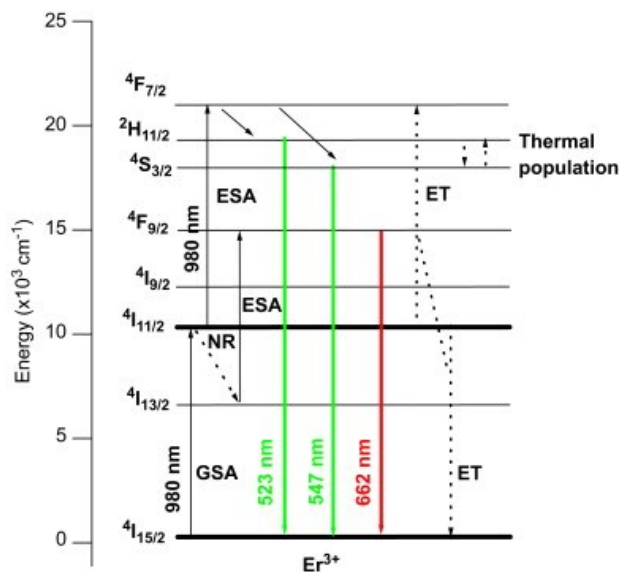 25
⁴F₇/₂
²H₁₁/₂
20
Thermal
⁴S₃/₂
population
ESA
ET
980 nm
15
⁴F₉/₂
⁴I₉/₂
ESA
Energy (x10³ cm⁻¹)
10
⁴I₁₁/₂
NR
⁴I₁₃/₂
5
980 nm
GSA
523 nm
547 nm
662 nm
ET
0
⁴I₁₅/₂
Er³⁺